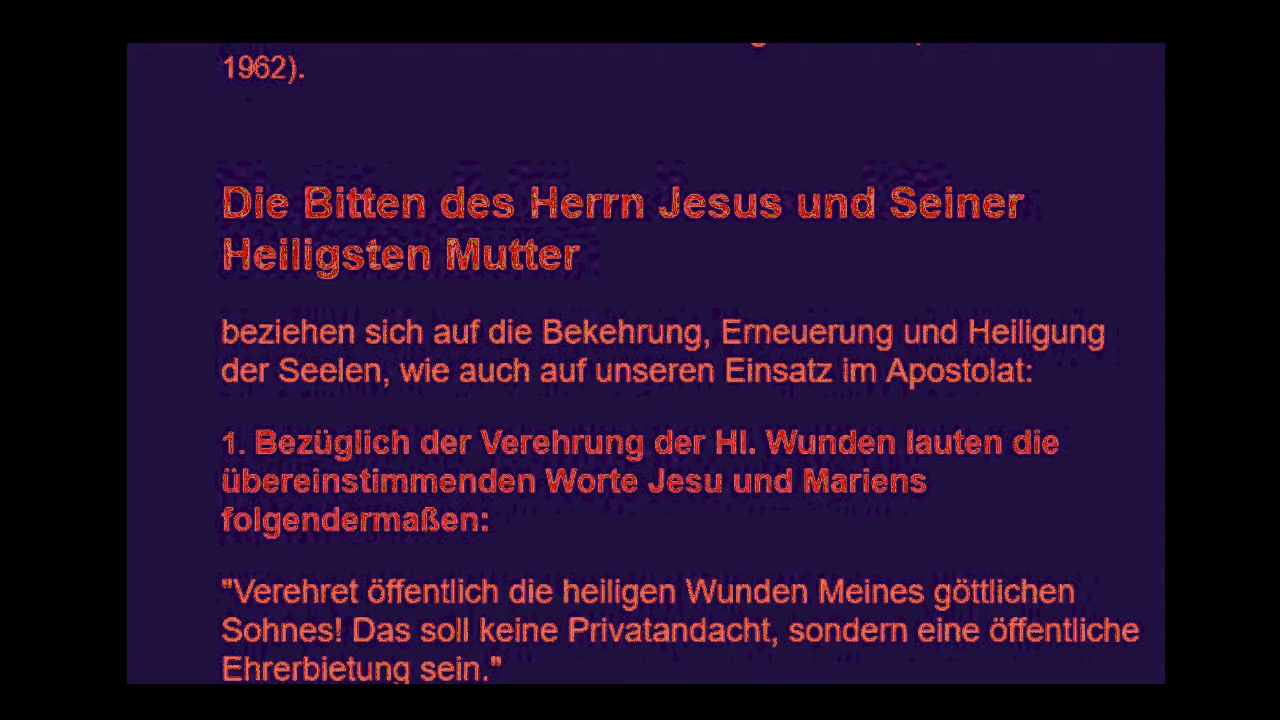 1962).
Die Bitten des Herrn Jesus und Seiner
Heiligsten Mutter
beziehen sich auf die Bekehrung, Erneuerung und Heiligung
der Seelen, wie auch auf unseren Einsatz im Apostolat:
1. Bezüglich der Verehrung der Hl. Wunden lauten die
übereinstimmenden Worte Jesu und Mariens
folgendermaßen:
"Verehret öffentlich die heiligen Wunden Meines göttlichen
Sohnes! Das soll keine Privatandacht, sondern eine öffentliche
Ehrerbietung sein."